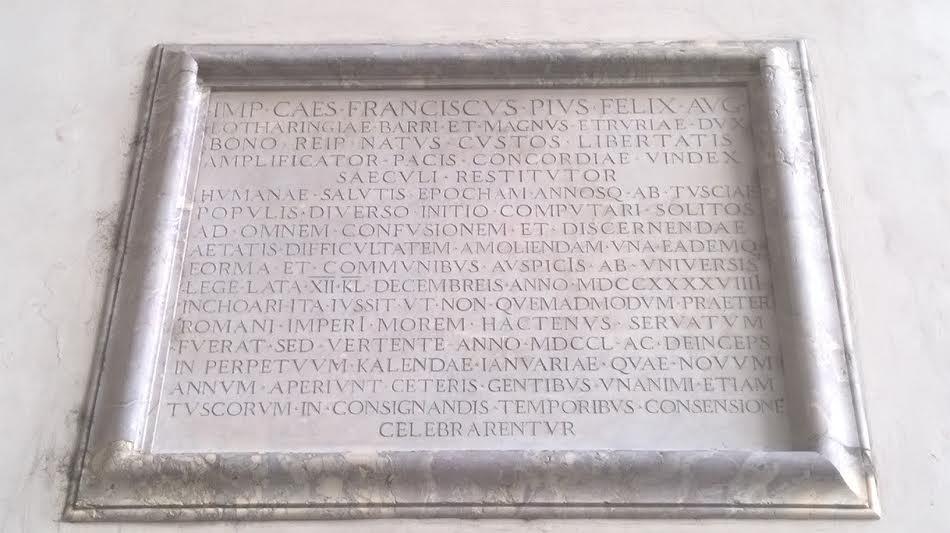 IMP·CAES·FRANCISCVS·PIVS·FELIX·AVG·
LOTHARINGIAE·BARRI·ET·MAGNVS·ETRVRIAE·DVX
BONO·REIP·NATVS·CVSTOS·LIBERTATIS
AMPLIFICATOR·PACIS·CONCORDIAE·VINDEX
SAECVLI·RESTITVTOR
HVMANAE·SALVTIS·EPOCHAM·ANNOSQ·AB·TVSCIAE
POPVLIS·DIVERSO·INITIO·COMPVTARI·SOLITOS
AD·OMNEM·CONFVSIONEM·ET·DISCERNENDAE
AETATIS·DIFFICVLTATEM·AMOLIENDAM·VNA·EADEMQ·
FORMA·ET·COMMVNIBVS·AVSPICIS·AB·VNIVERSIS
LEGE·LATA·XII·KL·DECEMBREIS·ANNO·MDCCXXXXVIIII
INCHOARI·ITA·IVSSIT·VT·NON·QVEMADMODVM·PRAETER
ROMANI·IMPERI·MOREM·HACTENVS·SERVATVM
FVERAT·SED·VERTENTE·ANNO·MDCCL·AC·DEINCEPS
IN·PERPETVVM·KALENDAE·IANVARIAE·QVAE·NOVVM
ANNVM·APERIVNT·CETERIS·GENTIBVS·VNANIMI·ETIAM
TVSCORVM·IN·CONSIGNANDIS·TEMPORIBVS·CONSENSIONE
CELEBRARENTVR